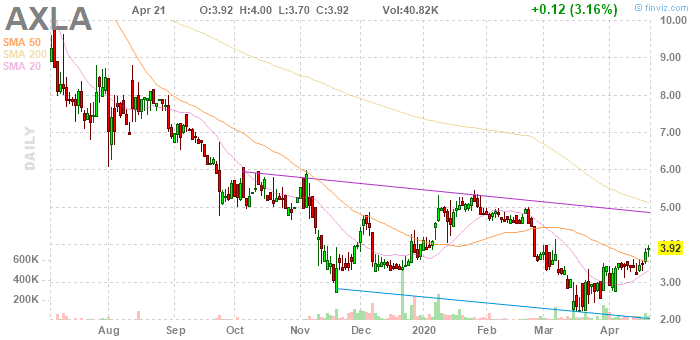 AXLA
Apr 21 O:3.92 H:4.00 L:3.70 C:3.92 Vol:40.82K +0.12 (3.16%)
© finviz.com
SMA 50
SMA 200
SMA 20
DAILY
10.00
9.00
8.00
7.00
6.00
5.00
3.92
3.00
2.00
600K
400K
200K
Aug Sep Oct Nov Dec 2020 Feb Mar Apr